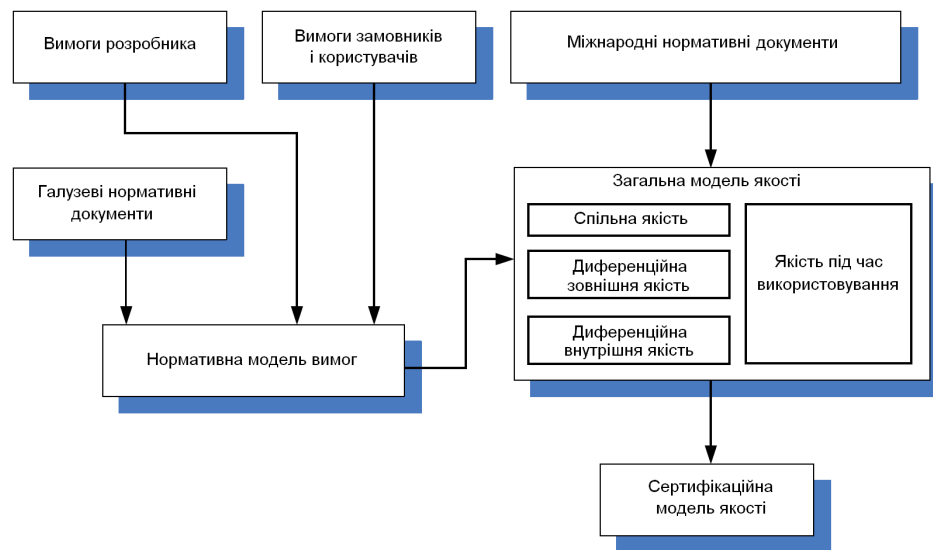 Вимоги розробника
Вимоги замовників
і користувачів
Міжнародні нормативні документи
Галузеві нормативні
документи
Загальна модель якості
Спільна якість
Диференційна
зовнішня якість
Диференційна
внутрішня якість
Якість під час
використовування
Нормативна модель вимог
Сертифікаційна
модель якості